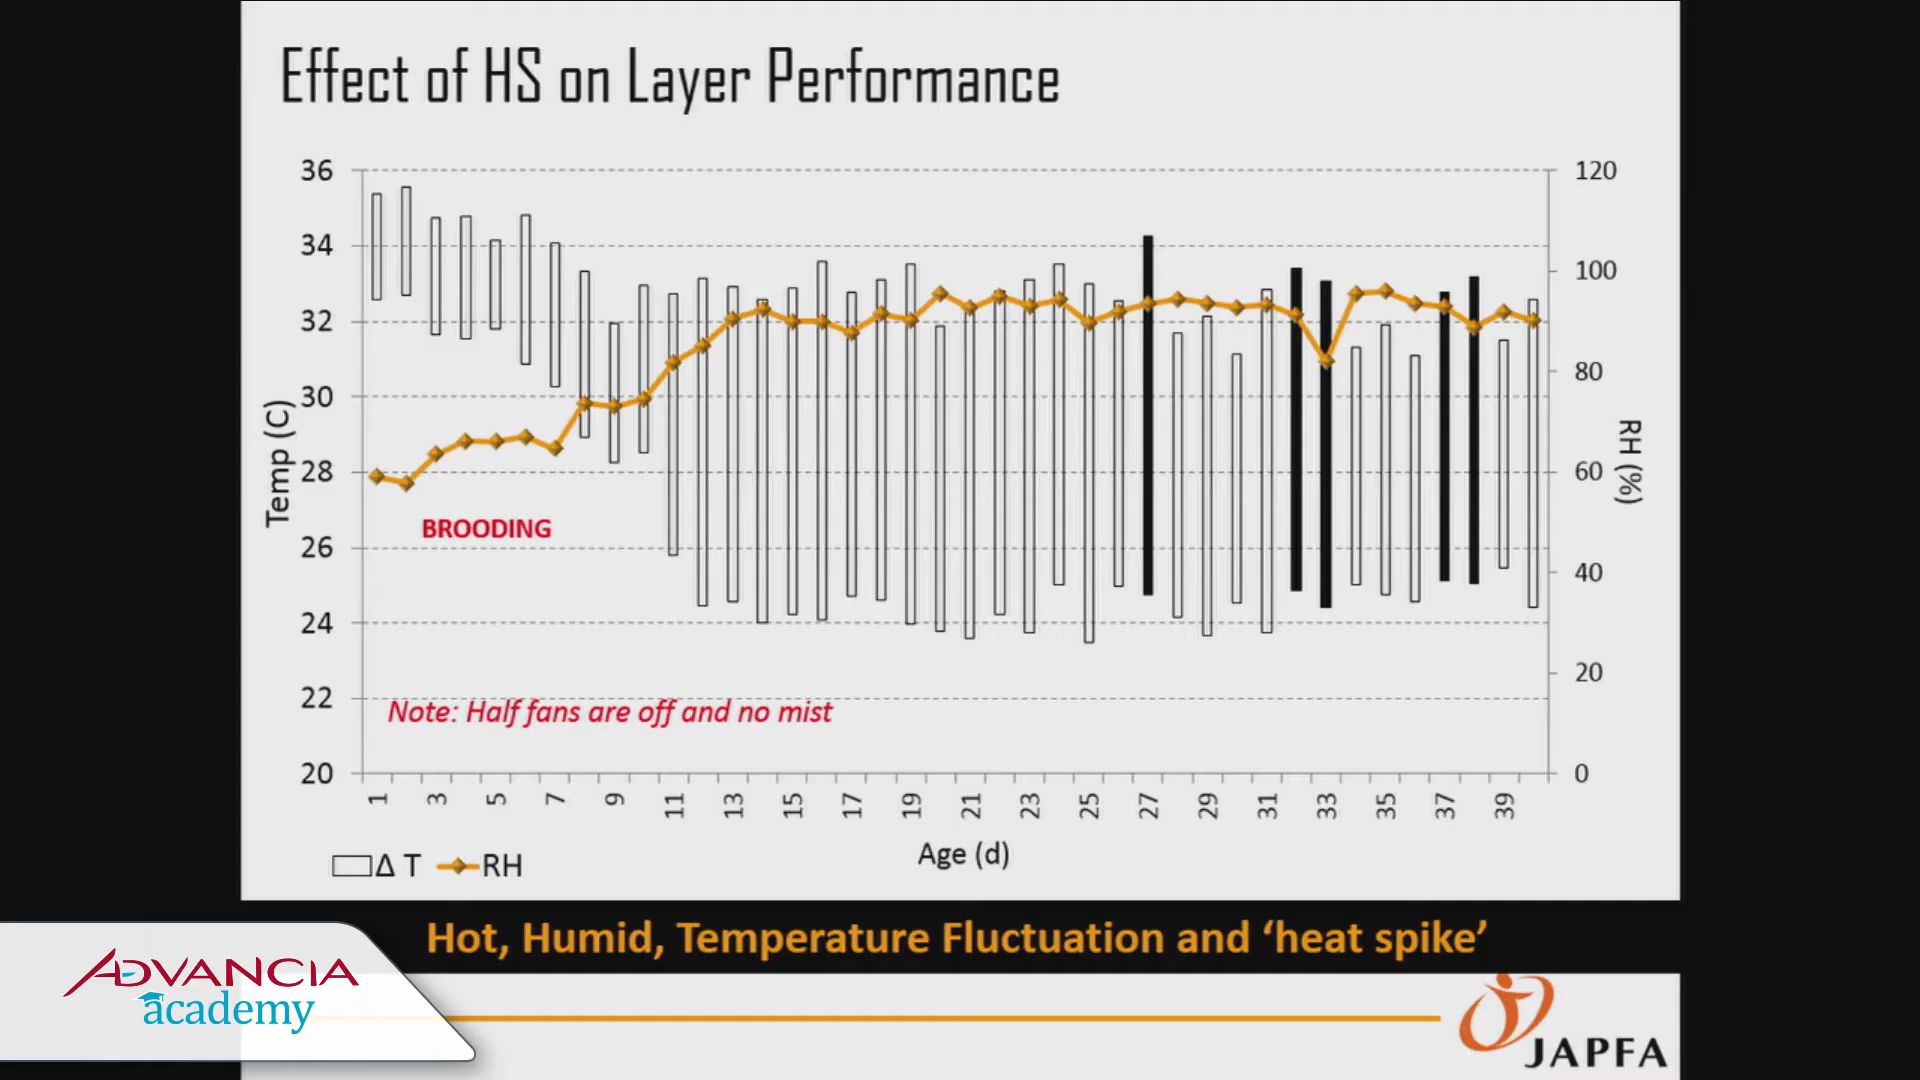 Effect of HS on Layer Performance
36
34
32
30
28
26
24
22
20
Temp (C)
120
100
80
60
40
20
0
RH (%)
BROODING
Note: Half fans are off and no mist
1 3 5 7 9 11 13 15 17 19 21 23 25 27 29 31 33 35 37 39
Age (d)
Δ T RH
Hot, Humid, Temperature Fluctuation and ‘heat spike’
ADVANCIA
academy
JAPFA